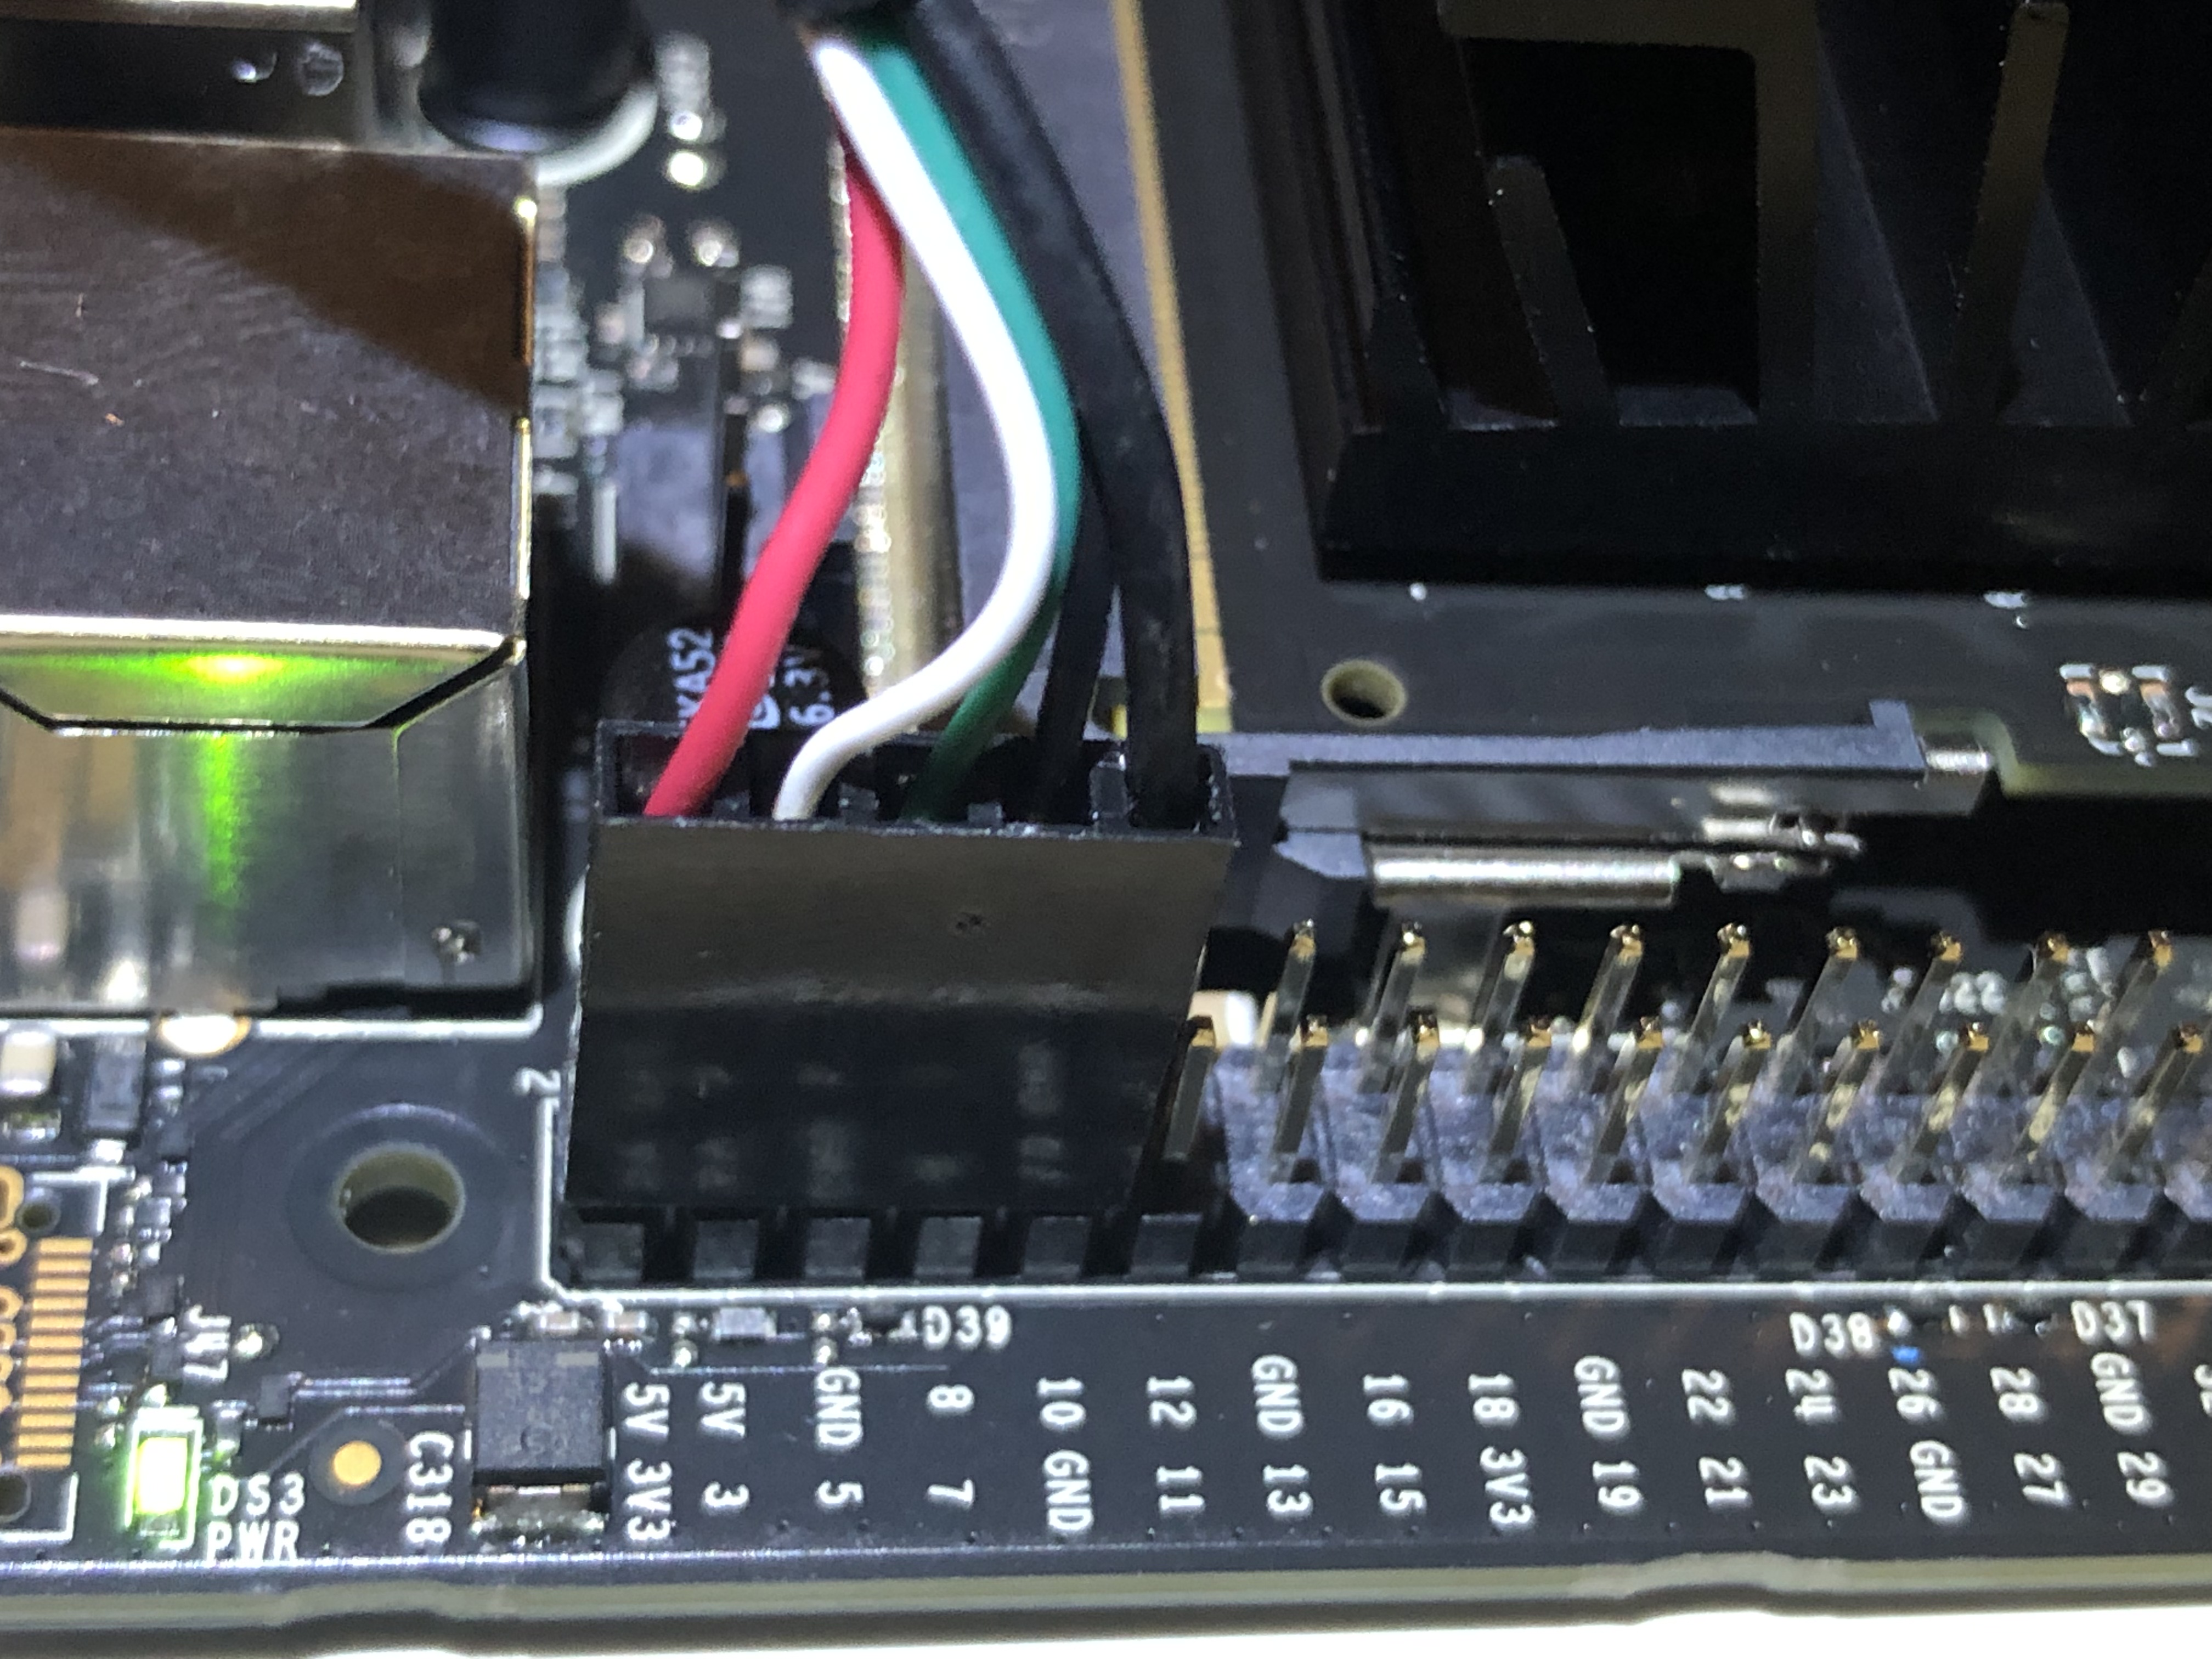 6.3V
2
D39
D38
D37
JW7
5V 5V GND 8 10 12 GND 16 18 GND 22 24 26 28 GND
3V3 3 5 7 GND 11 13 15 3V3 19 21 23 GND 27 29
C318
DS3
PWR